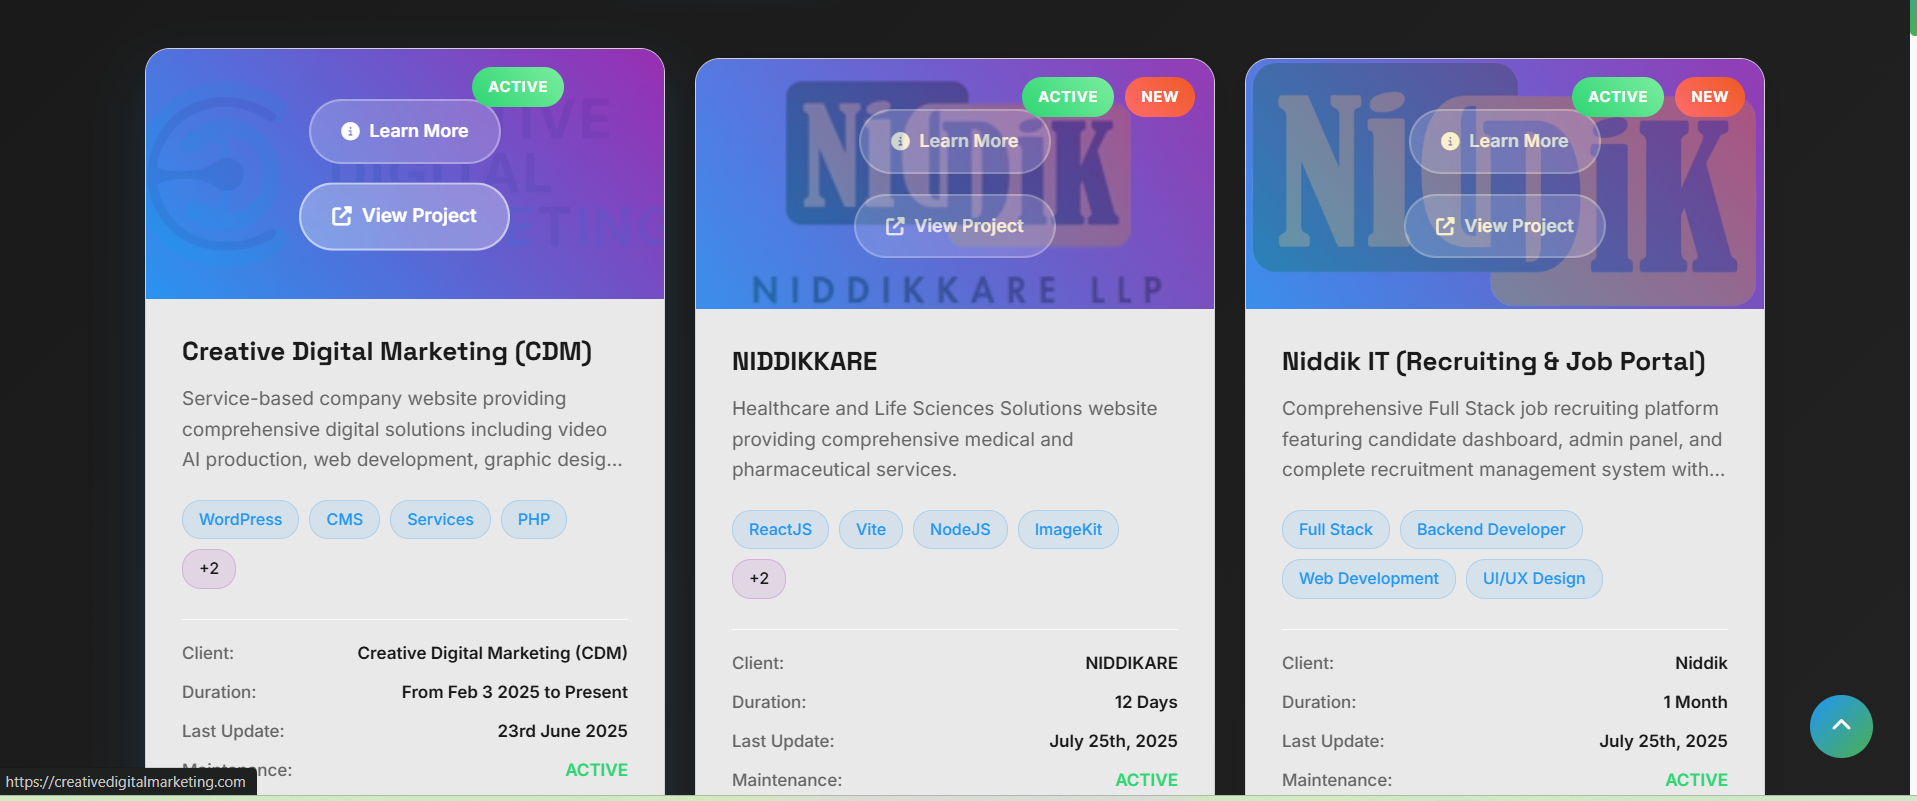 ACTIVE
Learn More
View Project
IVE
DIGITAL
ETING
Creative Digital Marketing (CDM)
Service-based company website providing
comprehensive digital solutions including video
AI production, web development, graphic desig...
WordPress CMS Services PHP
+2
Client: Creative Digital Marketing (CDM)
Duration: From Feb 3 2025 to Present
Last Update: 23rd June 2025
ACTIVE
https://creativedigitalmarketing.com
ACTIVE NEW
NiDDiK
Learn More
View Project
NIDDIKKARE LLP
NIDDIKKARE
Healthcare and Life Sciences Solutions website
providing comprehensive medical and
pharmaceutical services.
ReactJS Vite NodeJS ImageKit
+2
Client: NIDDIKARE
Duration: 12 Days
Last Update: July 25th, 2025
Maintenance: ACTIVE
ACTIVE NEW
NiDDiK
Learn More
View Project
Niddik IT (Recruiting & Job Portal)
Comprehensive Full Stack job recruiting platform
featuring candidate dashboard, admin panel, and
complete recruitment management system with...
Full Stack Backend Developer
Web Development UI/UX Design
Client: Niddik
Duration: 1 Month
Last Update: July 25th, 2025
Maintenance: ACTIVE